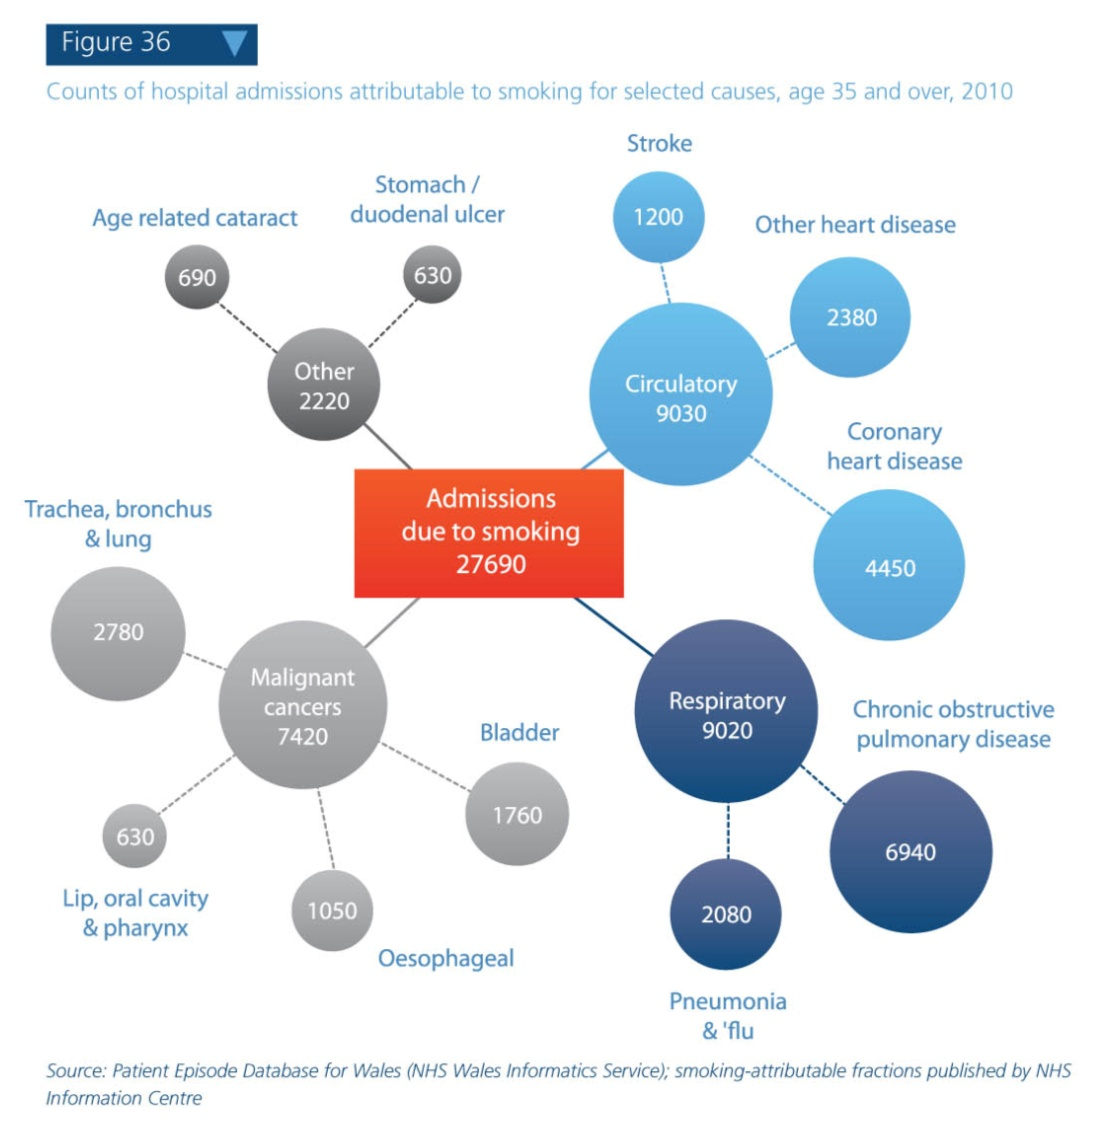 Figure 36
Counts of hospital admissions attributable to smoking for selected causes, age 35 and over, 2010
Stroke
1200
Other heart disease
2380
Circulatory
9030
Coronary
heart disease
4450
Stomach /
duodenal ulcer
630
Age related cataract
690
Other
2220
Admissions
due to smoking
27690
Trachea, bronchus
& lung
2780
Malignant
cancers
7420
Bladder
1760
630
Lip, oral cavity
& pharynx
1050
Oesophageal
Respiratory
9020
Chronic obstructive
pulmonary disease
6940
2080
Pneumonia
& 'flu
Source: Patient Episode Database for Wales (NHS Wales Informatics Service); smoking-attributable fractions published by NHS
Information Centre